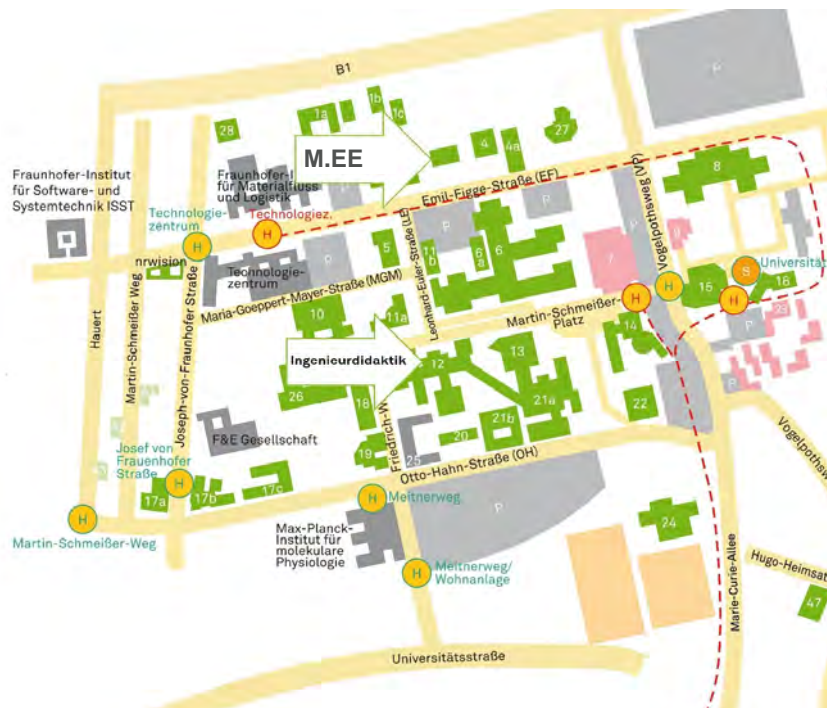 B1
1b
1a
1c
28
M.EE
4
4a
27
P
Fraunhofer-Institut
für Software- und
Systemtechnik ISST
Fraunhofer-I
für Materialfluss
und Logistik
P
Emil-Figge-Straße (EF)
P
P
8
Vogelpothsweg (VP)
Technologie-
zentrum
H
Technologiez.
H
nrwision
Technologie-
zentrum
P
5
Leonhard-Euler-Straße (LE)
11
b
6
a
6
7
9
Universität
S
H
15
16
H
H
Maria-Goeppert-Mayer-Straße (MGM)
10
11a
Martin-Schmeißer-
Platz
14
P
23
P
Hauert
Martin-Schmeißer Weg
Joseph-von-Fraunhofer Straße
Ingenieurdidaktik
12
13
26
18
21a
21b
22
20
19
25
Friedrich-W
F&E Gesellschaft
Otto-Hahn-Straße (OH)
Josef von
Frauenhofer
Straße
H
17a
17b
17c
H
Meitnerweg
H
Martin-Schmeißer-Weg
Max-Planck-
Institut für
molekulare
Physiologie
P
24
H
Meitnerweg/
Wohnanlage
Marie-Curie-Allee
Vogelpothsw
Hugo-Heimsat
47
Universitätsstraße